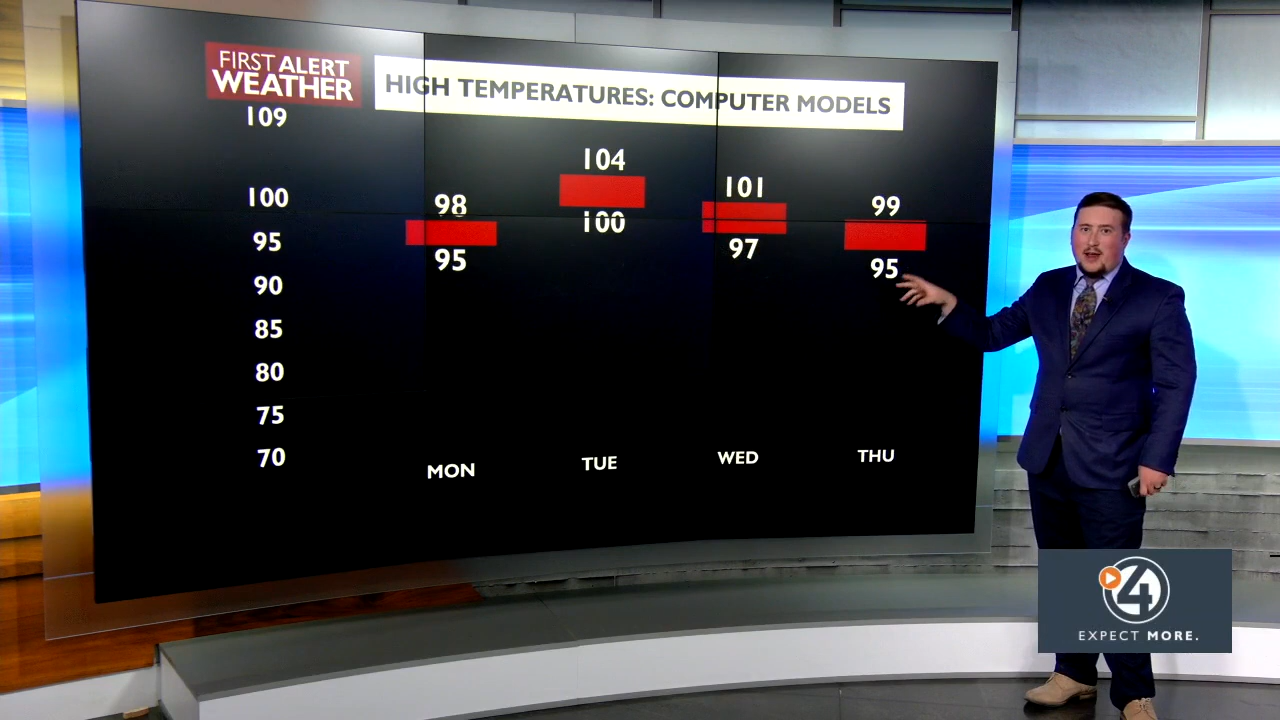 FIRST ALERT
WEATHER
HIGH TEMPERATURES: COMPUTER MODELS
109
100
95
90
85
80
75
70
98
95
104
100
101
97
99
95
MON
TUE
WED
THU
4
EXPECT MORE.